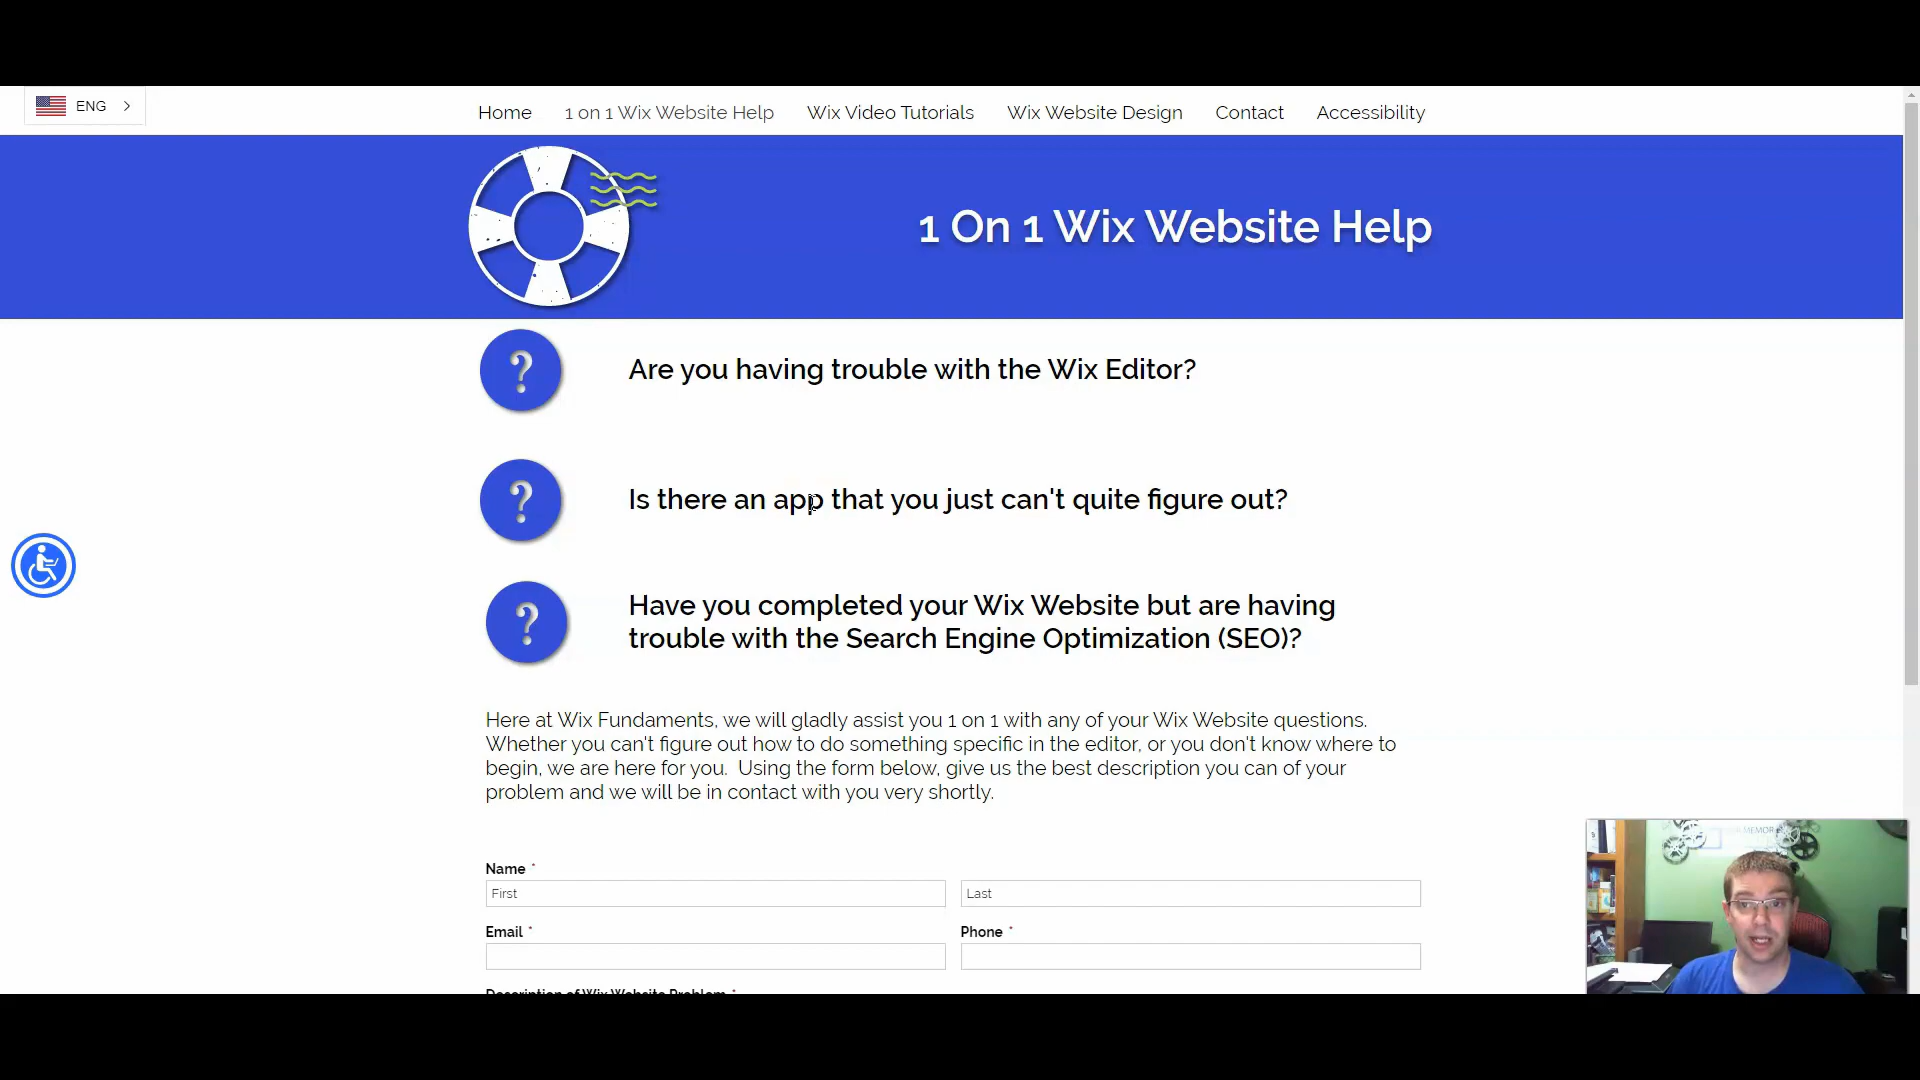 ENG
Home 1 on 1 Wix Website Help Wix Video Tutorials Wix Website Design Contact Accessibility
1 On 1 Wix Website Help
? Are you having trouble with the Wix Editor?
? Is there an app that you just can't quite figure out?
? Have you completed your Wix Website but are having
trouble with the Search Engine Optimization (SEO)?
Here at Wix Fundaments, we will gladly assist you 1 on 1 with any of your Wix Website questions.
Whether you can't figure out how to do something specific in the editor, or you don't know where to
begin, we are here for you. Using the form below, give us the best description you can of your
problem and we will be in contact with you very shortly.
Name *
First Last
Email * Phone *
Description of Wix Website Problem *